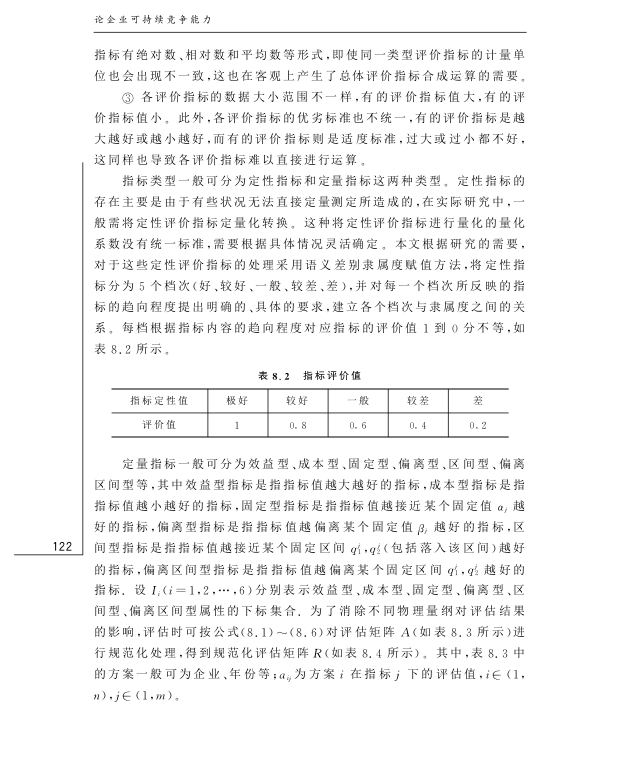 论企业可持续竞争能力
指标有绝对数、相对数和平均数等形式,即使同一类型评价指标的计量单
位也会出现不一致,这也在客观上产生了总体评价指标合成运算的需要。
③ 各评价指标的数据大小范围不一样,有的评价指标值大,有的评
价指标值小。此外,各评价指标的优劣标准也不统一,有的评价指标是越
大越好或越小越好,而有的评价指标则是适度标准,过大或过小都不好,
这同样也导致各评价指标难以直接进行运算。
指标类型一般可分为定性指标和定量指标这两种类型。定性指标的
存在主要是由于有些状况无法直接定量测定所造成的,在实际研究中,一
般需将定性评价指标定量化转换。这种将定性评价指标进行量化的量化
系数没有统一标准,需要根据具体情况灵活确定。本文根据研究的需要,
对于这些定性评价指标的处理采用语义差别隶属度赋值方法,将定性指
标分为 5 个档次(好、较好、一般、较差、差),并对每一个档次所反映的指
标的趋向程度提出明确的、具体的要求,建立各个档次与隶属度之间的关
系。每档根据指标内容的趋向程度对应指标的评价值 1 到 0 分不等,如
表 8.2 所示。
表 8.2 指标评价值
指标定性值 极好 较好 一般 较差 差
评价值 1 0.8 0.6 0.4 0.2
定量指标一般可分为效益型、成本型、固定型、偏离型、区间型、偏离
区间型等,其中效益型指标是指指标值越大越好的指标,成本型指标是指
指标值越小越好的指标,固定型指标是指指标值越接近某个固定值 αⱼ 越
好的指标,偏离型指标是指指标值越偏离某个固定值 βⱼ 越好的指标,区
122
间型指标是指指标值越接近某个固定区间 q₁ʲ,q₂ʲ(包括落入该区间)越好
的指标,偏离区间型指标是指指标值越偏离某个固定区间 q₁ʲ,q₂ʲ 越好的
指标. 设 Iᵢ(i=1,2,…,6)分别表示效益型、成本型、固定型、偏离型、区
间型、偏离区间型属性的下标集合. 为了消除不同物理量纲对评估结果
的影响,评估时可按公式(8.1)~(8.6)对评估矩阵 A(如表 8.3 所示)进
行规范化处理,得到规范化评估矩阵 R(如表 8.4 所示)。其中,表 8.3 中
的方案一般可为企业、年份等;aᵢⱼ为方案 i 在指标 j 下的评估值,i∈(1,
n),j∈(1,m)。